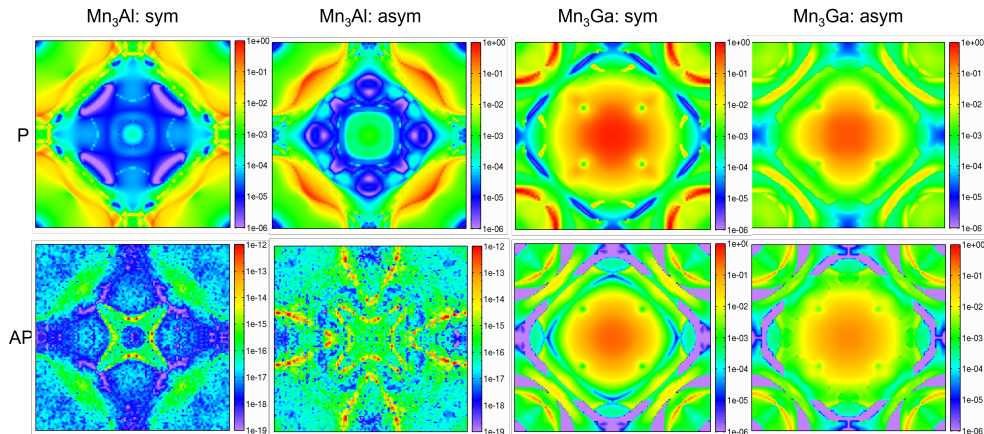 Mn₃Al: sym Mn₃Al: asym Mn₃Ga: sym Mn₃Ga: asym
P
1e+00 1e+00 1e+00 1e+00
1e-01 1e-01 1e-01 1e-01
1e-02 1e-02 1e-02 1e-02
1e-03 1e-03 1e-03 1e-03
1e-04 1e-04 1e-04 1e-04
1e-05 1e-05 1e-05 1e-05
1e-06 1e-06 1e-06 1e-06
AP
1e-12 1e-12 1e+00 1e+00
1e-13 1e-13 1e-01 1e-01
1e-14 1e-14 1e-02 1e-02
1e-15 1e-15 1e-03 1e-03
1e-16 1e-16 1e-04 1e-04
1e-17 1e-17 1e-05 1e-05
1e-18 1e-18 1e-06 1e-06
1e-19 1e-19